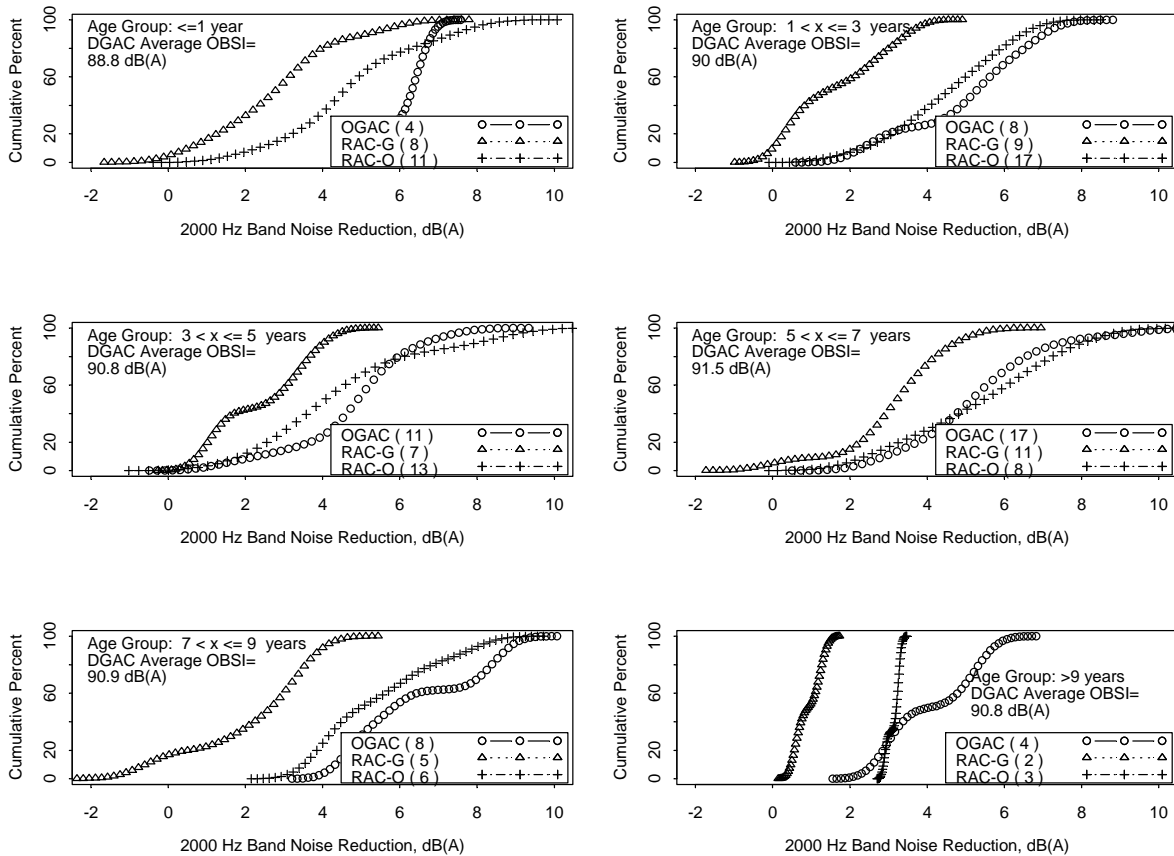 Cumulative Percent
0 20 60 100
Age Group: <=1 year
DGAC Average OBSI=
88.8 dB(A)
OGAC ( 4 )
RAC-G ( 8 )
RAC-O ( 11 )
-2 0 2 4 6 8 10
2000 Hz Band Noise Reduction, dB(A)
Cumulative Percent
0 20 60 100
Age Group: 1 < x <= 3 years
DGAC Average OBSI=
90 dB(A)
OGAC ( 8 )
RAC-G ( 9 )
RAC-O ( 17 )
-2 0 2 4 6 8 10
2000 Hz Band Noise Reduction, dB(A)
Cumulative Percent
0 20 60 100
Age Group: 3 < x <= 5 years
DGAC Average OBSI=
90.8 dB(A)
OGAC ( 11 )
RAC-G ( 7 )
RAC-O ( 13 )
-2 0 2 4 6 8 10
2000 Hz Band Noise Reduction, dB(A)
Cumulative Percent
0 20 60 100
Age Group: 5 < x <= 7 years
DGAC Average OBSI=
91.5 dB(A)
OGAC ( 17 )
RAC-G ( 11 )
RAC-O ( 8 )
-2 0 2 4 6 8 10
2000 Hz Band Noise Reduction, dB(A)
Cumulative Percent
0 20 60 100
Age Group: 7 < x <= 9 years
DGAC Average OBSI=
90.9 dB(A)
OGAC ( 8 )
RAC-G ( 5 )
RAC-O ( 6 )
-2 0 2 4 6 8 10
2000 Hz Band Noise Reduction, dB(A)
Cumulative Percent
0 20 60 100
Age Group: >9 years
DGAC Average OBSI=
90.8 dB(A)
OGAC ( 4 )
RAC-G ( 2 )
RAC-O ( 3 )
-2 0 2 4 6 8 10
2000 Hz Band Noise Reduction, dB(A)